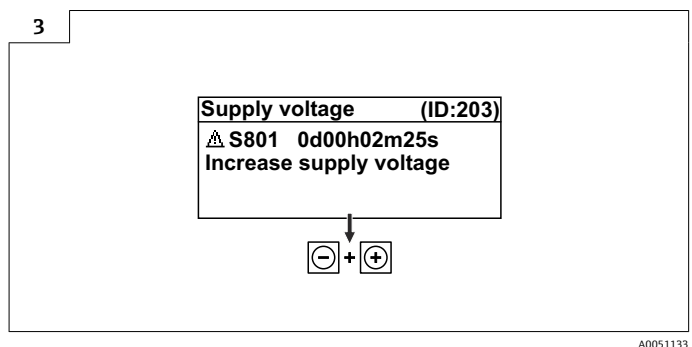 3
Supply voltage (ID:203)
⚠ S801 0d00h02m25s
Increase supply voltage
- + +
A0051133